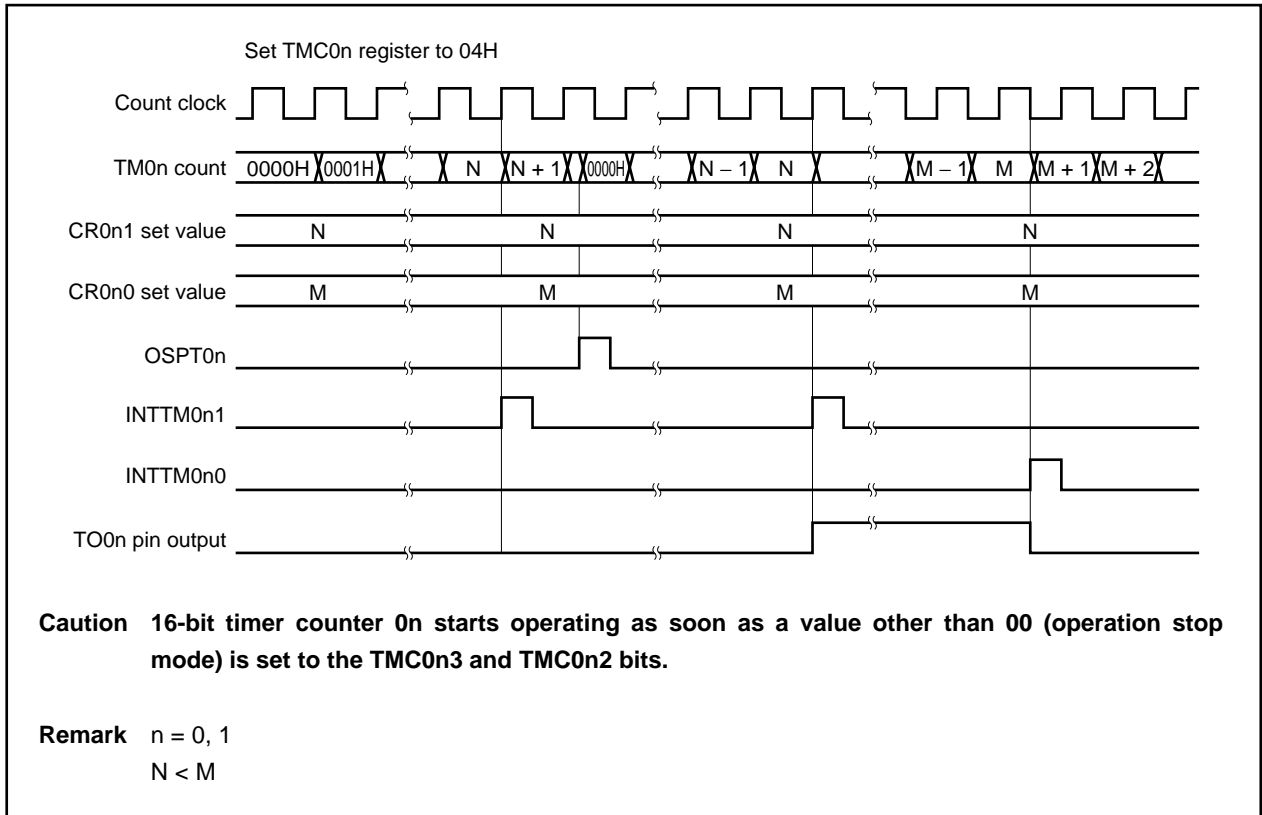 Set TMC0n register to 04H
Count clock
TM0n count 0000H 0001H N N + 1 0000H N − 1 N M − 1 M M + 1 M + 2
CR0n1 set value N N N N
CR0n0 set value M M M M
OSPT0n
INTTM0n1
INTTM0n0
TO0n pin output
Caution 16-bit timer counter 0n starts operating as soon as a value other than 00 (operation stop
mode) is set to the TMC0n3 and TMC0n2 bits.
Remark n = 0, 1
N < M